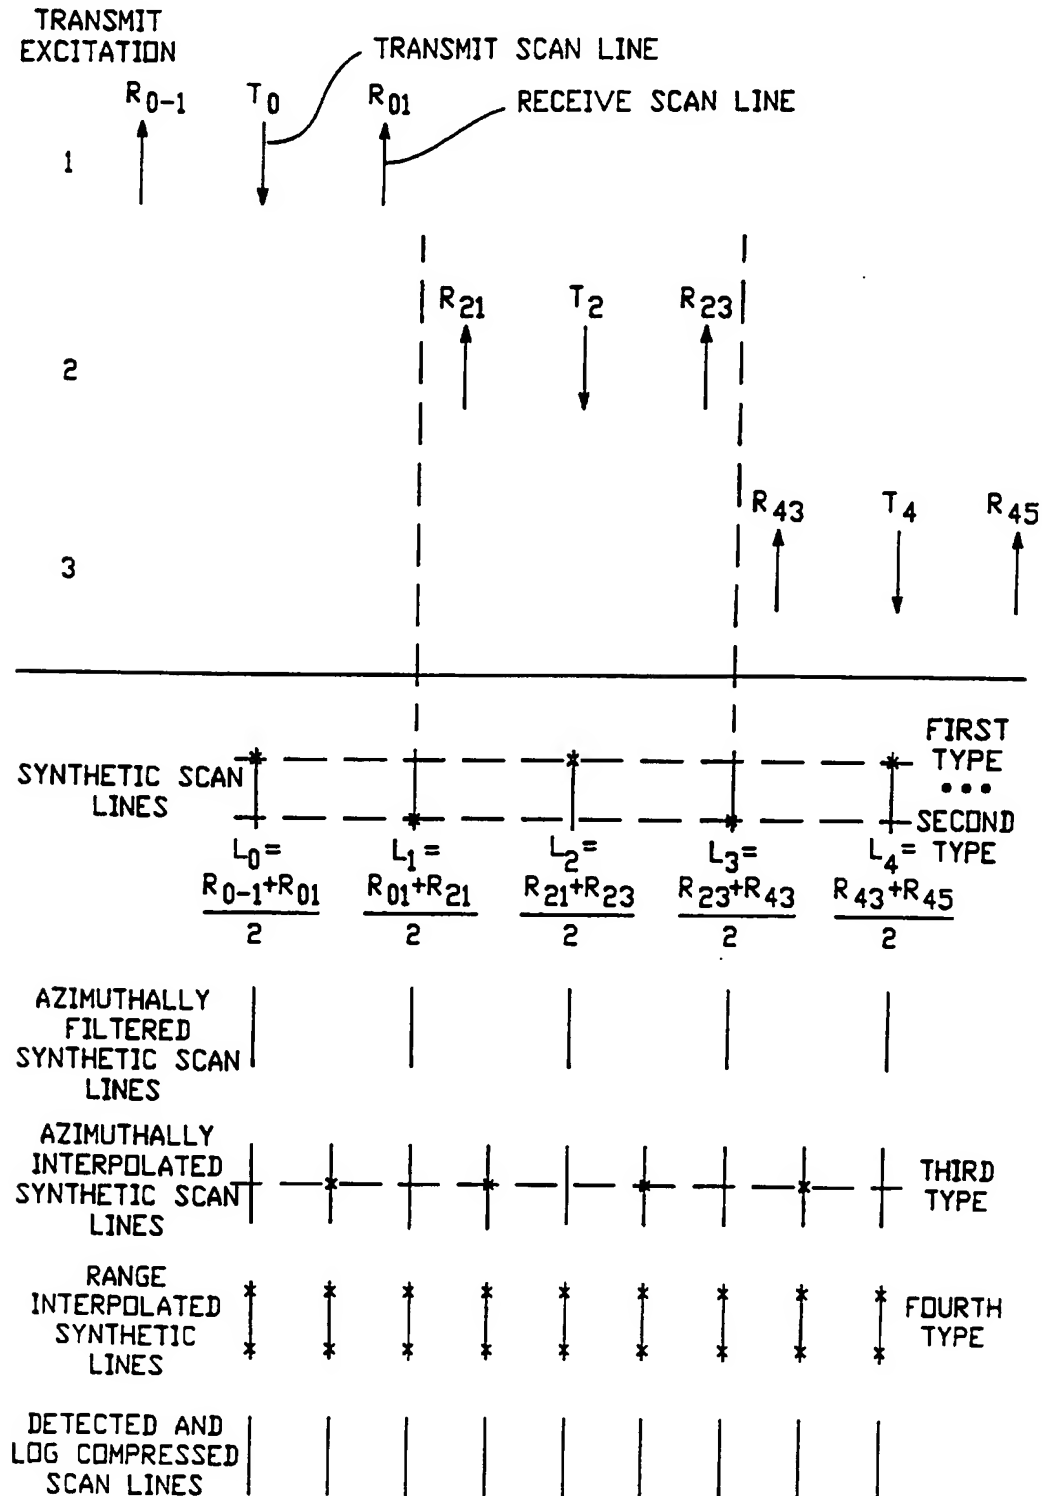 TRANSMIT
EXCITATION
TRANSMIT SCAN LINE
R0-1 T0 R01
RECEIVE SCAN LINE
1
R21 T2 R23
2
R43 T4 R45
3
FIRST
TYPE
SYNTHETIC SCAN
LINES
•••
SECOND
TYPE
L0= L1= L2= L3= L4=
R0-1+R01 R01+R21 R21+R23 R23+R43 R43+R45
2 2 2 2 2
AZIMUTHALLY
FILTERED
SYNTHETIC SCAN
LINES
AZIMUTHALLY
INTERPOLATED
SYNTHETIC SCAN
LINES
THIRD
TYPE
RANGE
INTERPOLATED
SYNTHETIC
LINES
FOURTH
TYPE
DETECTED AND
LOG COMPRESSED
SCAN LINES